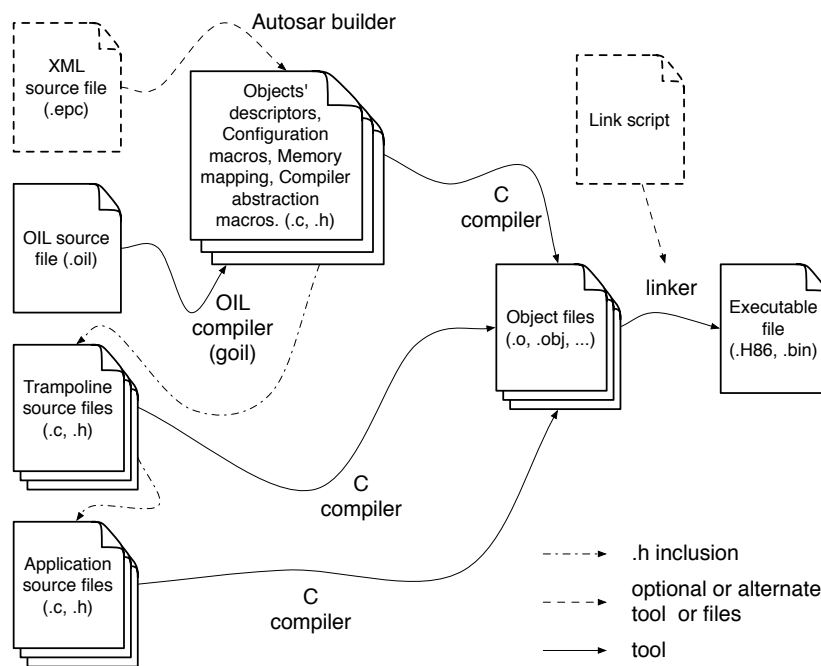 Autosar builder
XML
source file
(.epc)
Objects'
descriptors,
Configuration
macros, Memory
mapping, Compiler
abstraction
macros. (.c, .h)
Link script
C
compiler
OIL source
file (.oil)
OIL
compiler
(goil)
linker
Object files
(.o, .obj, ...)
Executable
file
(.H86, .bin)
Trampoline
source files
(.c, .h)
C
compiler
Application
source files
(.c, .h)
C
compiler
.h inclusion
optional or alternate
tool or files
tool